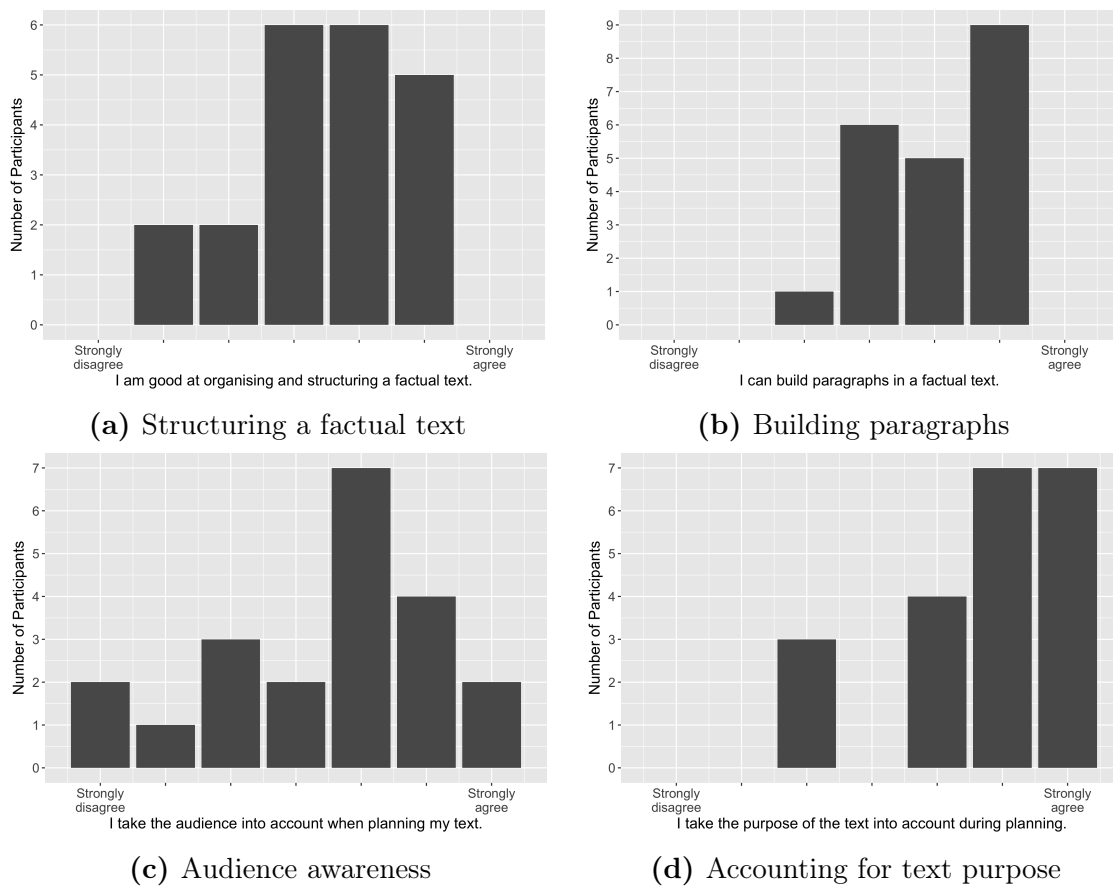 6
5
4
3
2
1
0
Number of Participants
Strongly
disagree
Strongly
agree
I am good at organising and structuring a factual text.
(a) Structuring a factual text
9
8
7
6
5
4
3
2
1
0
Number of Participants
Strongly
disagree
Strongly
agree
I can build paragraphs in a factual text.
(b) Building paragraphs
7
6
5
4
3
2
1
0
Number of Participants
Strongly
disagree
Strongly
agree
I take the audience into account when planning my text.
(c) Audience awareness
7
6
5
4
3
2
1
0
Number of Participants
Strongly
disagree
Strongly
agree
I take the purpose of the text into account during planning.
(d) Accounting for text purpose